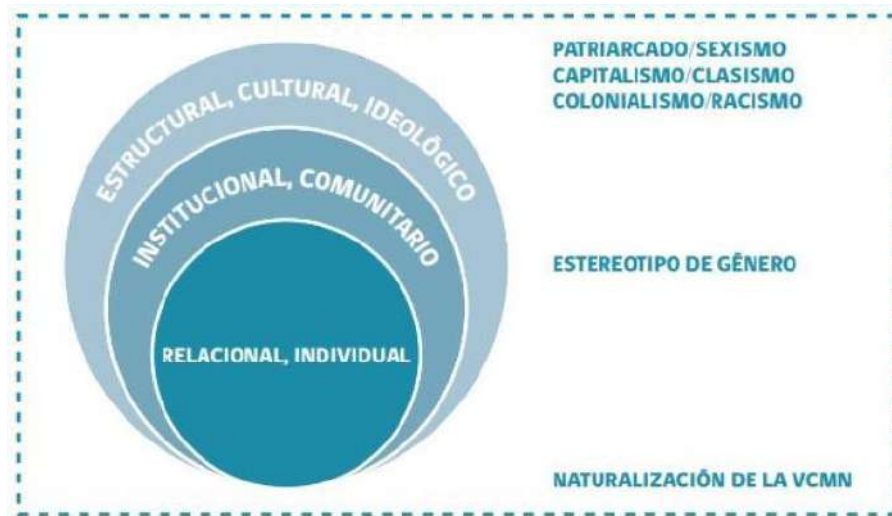 ESTRUCTURAL, CULTURAL, IDEOLÓGICO
INSTITUCIONAL, COMUNITARIO
RELACIONAL, INDIVIDUAL
PATRIARCADO/SEXISMO
CAPITALISMO/CLASISMO
COLONIALISMO/RACISMO
ESTEREOTIPO DE GÉNERO
NATURALIZACIÓN DE LA VCMN